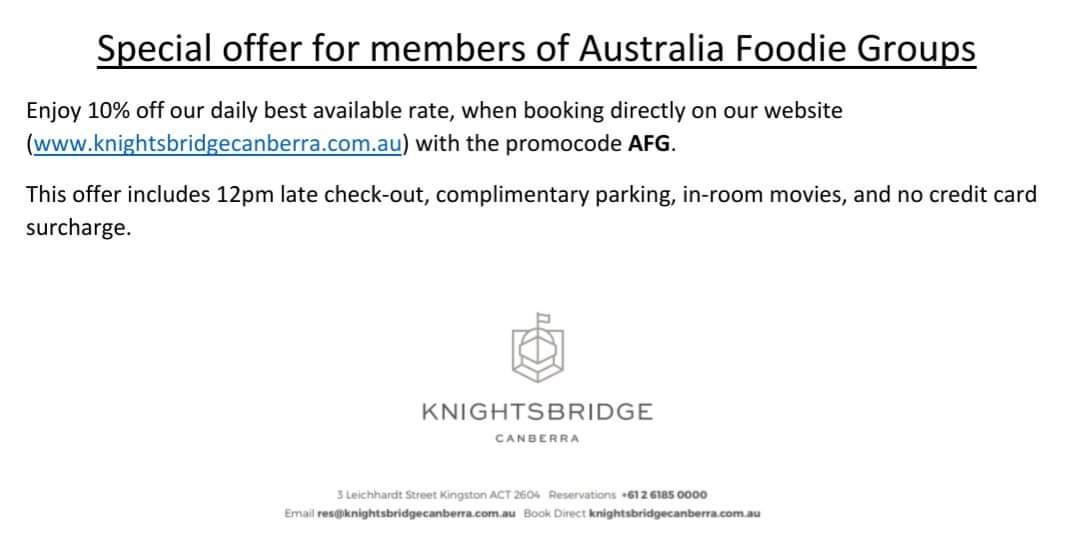 Special offer for members of Australia Foodie Groups
Enjoy 10% off our daily best available rate, when booking directly on our website
(www.knightsbridgecanberra.com.au) with the promocode AFG.
This offer includes 12pm late check-out, complimentary parking, in-room movies, and no credit card
surcharge.
KNIGHTSBRIDGE
CANBERRA
3 Leichhardt Street Kingston ACT 2604 Reservations +61 2 6185 0000
Email res@knightsbridgecanberra.com.au Book Direct knightsbridgecanberra.com.au